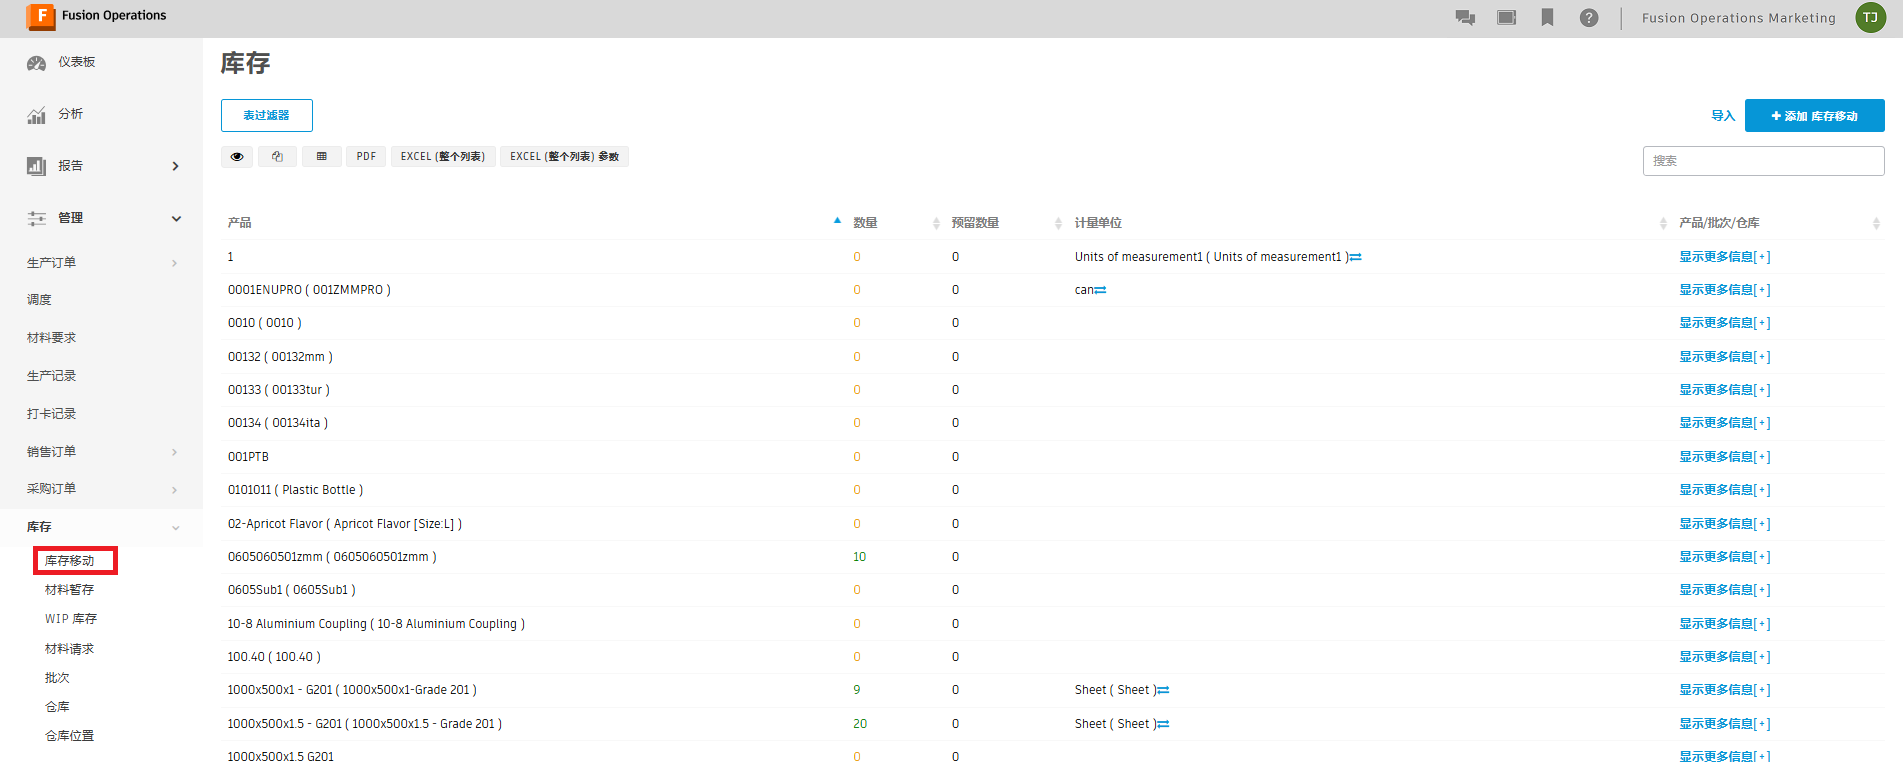 F Fusion Operations
Fusion Operations Marketing TJ
仪表板
分析
报告
管理
生产订单
调度
材料要求
生产记录
打卡记录
销售订单
采购订单
库存
库存移动
材料暂存
WIP 库存
材料请求
批次
仓库
仓库位置
库存
表过滤器
导入
+ 添加 库存移动
PDF EXCEL (整个列表) EXCEL (整个列表) 参数
搜索
产品 数量 预留数量 计量单位 产品/批次/仓库
1 0 0 Units of measurement1 ( Units of measurement1 ) 显示更多信息[+]
0001ENUPRO ( 001ZMMPRO ) 0 0 can 显示更多信息[+]
0010 ( 0010 ) 0 0 显示更多信息[+]
00132 ( 00132mm ) 0 0 显示更多信息[+]
00133 ( 00133tur ) 0 0 显示更多信息[+]
00134 ( 00134ita ) 0 0 显示更多信息[+]
001PTB 0 0 显示更多信息[+]
0101011 ( Plastic Bottle ) 0 0 显示更多信息[+]
02-Apricot Flavor ( Apricot Flavor [Size:L] ) 0 0 显示更多信息[+]
0605060501zmm ( 0605060501zmm ) 10 0 显示更多信息[+]
0605Sub1 ( 0605Sub1 ) 0 0 显示更多信息[+]
10-8 Aluminium Coupling ( 10-8 Aluminium Coupling ) 0 0 显示更多信息[+]
100.40 ( 100.40 ) 0 0 显示更多信息[+]
1000x500x1 - G201 ( 1000x500x1-Grade 201 ) 9 0 Sheet ( Sheet ) 显示更多信息[+]
1000x500x1.5 - G201 ( 1000x500x1.5 - Grade 201 ) 20 0 Sheet ( Sheet ) 显示更多信息[+]
1000x500x1.5 G201 0 0 显示更多信息[+]